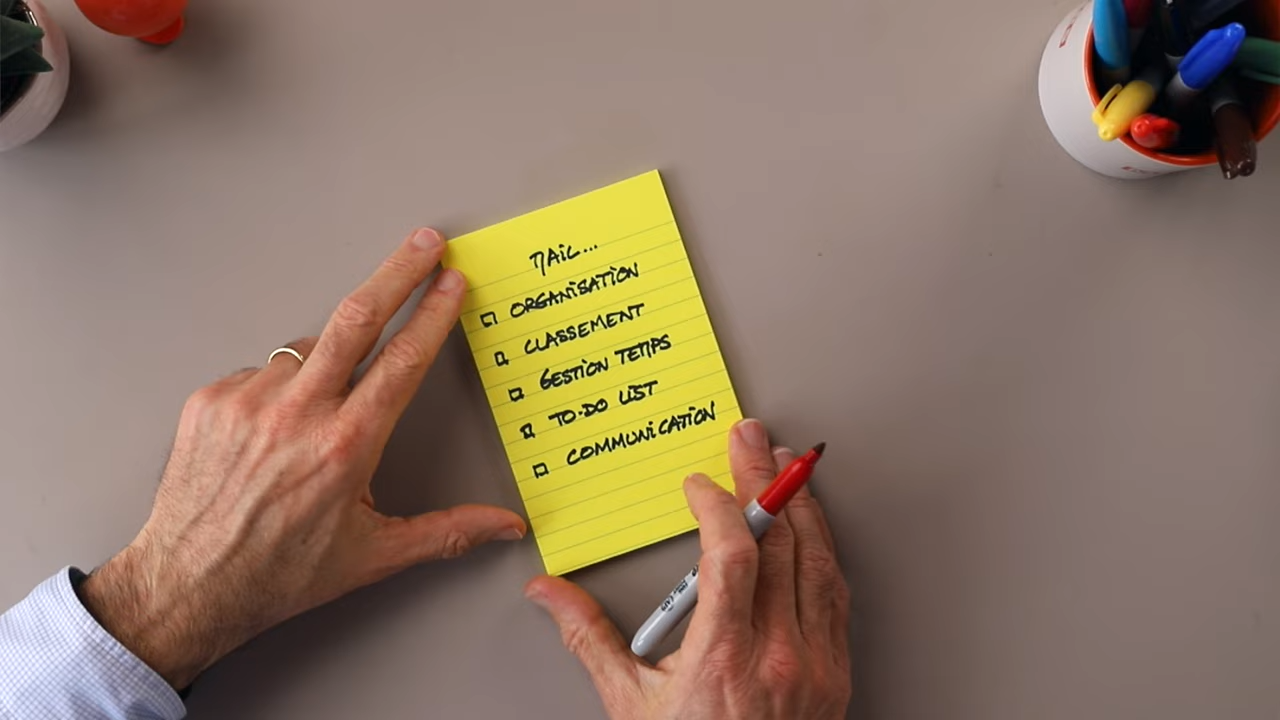 MAiL...
ORGANiSATiON
CLASSEMENT
GESTiON TEMPS
TO-DO LiST
COMMUNiCATiON